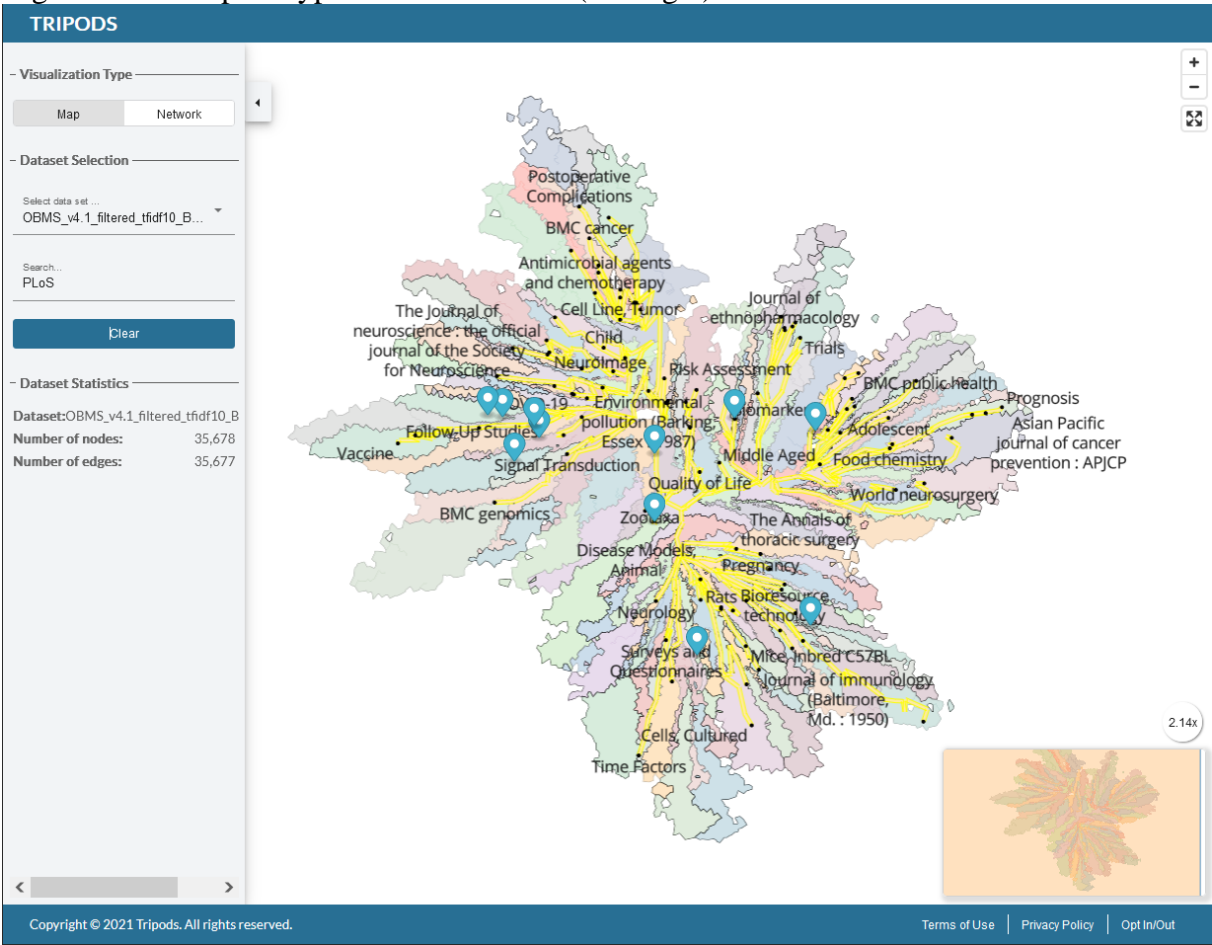 TRIPODS
Visualization Type
Map
Network
Dataset Selection
Select data set ...
OBMS_v4.1_filtered_tfidf10_B...
Search...
PLoS
Clear
Dataset Statistics
Dataset:OBMS_v4.1_filtered_tfidf10_B
Number of nodes: 35,678
Number of edges: 35,677
Postoperative
Complications
BMC cancer
Antimicrobial agents
and chemotherapy
Cell Line, Tumor
The Journal of
neuroscience : the official
journal of the Society
for Neuroscience
Child
NeuroImage
Journal of
ethnopharmacology
Trials
Risk Assessment
BMC public health
Prognosis
Asian Pacific
journal of cancer
prevention : APJCP
Environmental
pollution (Barking,
Essex
Adolescent
Follow-Up Studies
Vaccine
Signal Transduction
Middle Aged
Food chemistry
Quality of Life
World neurosurgery
BMC genomics
Zootaxa
The Annals of
thoracic surgery
Disease Models,
Animal
Pregnancy
Rats
Bioresource
technology
Neurology
Surveys and
Questionnaires
Mice, Inbred C57BL
Journal of immunology
(Baltimore,
Md. : 1950)
Cells, Cultured
Time Factors
2.14x
Copyright © 2021 Tripods. All rights reserved.
Terms of Use
Privacy Policy
Opt In/Out